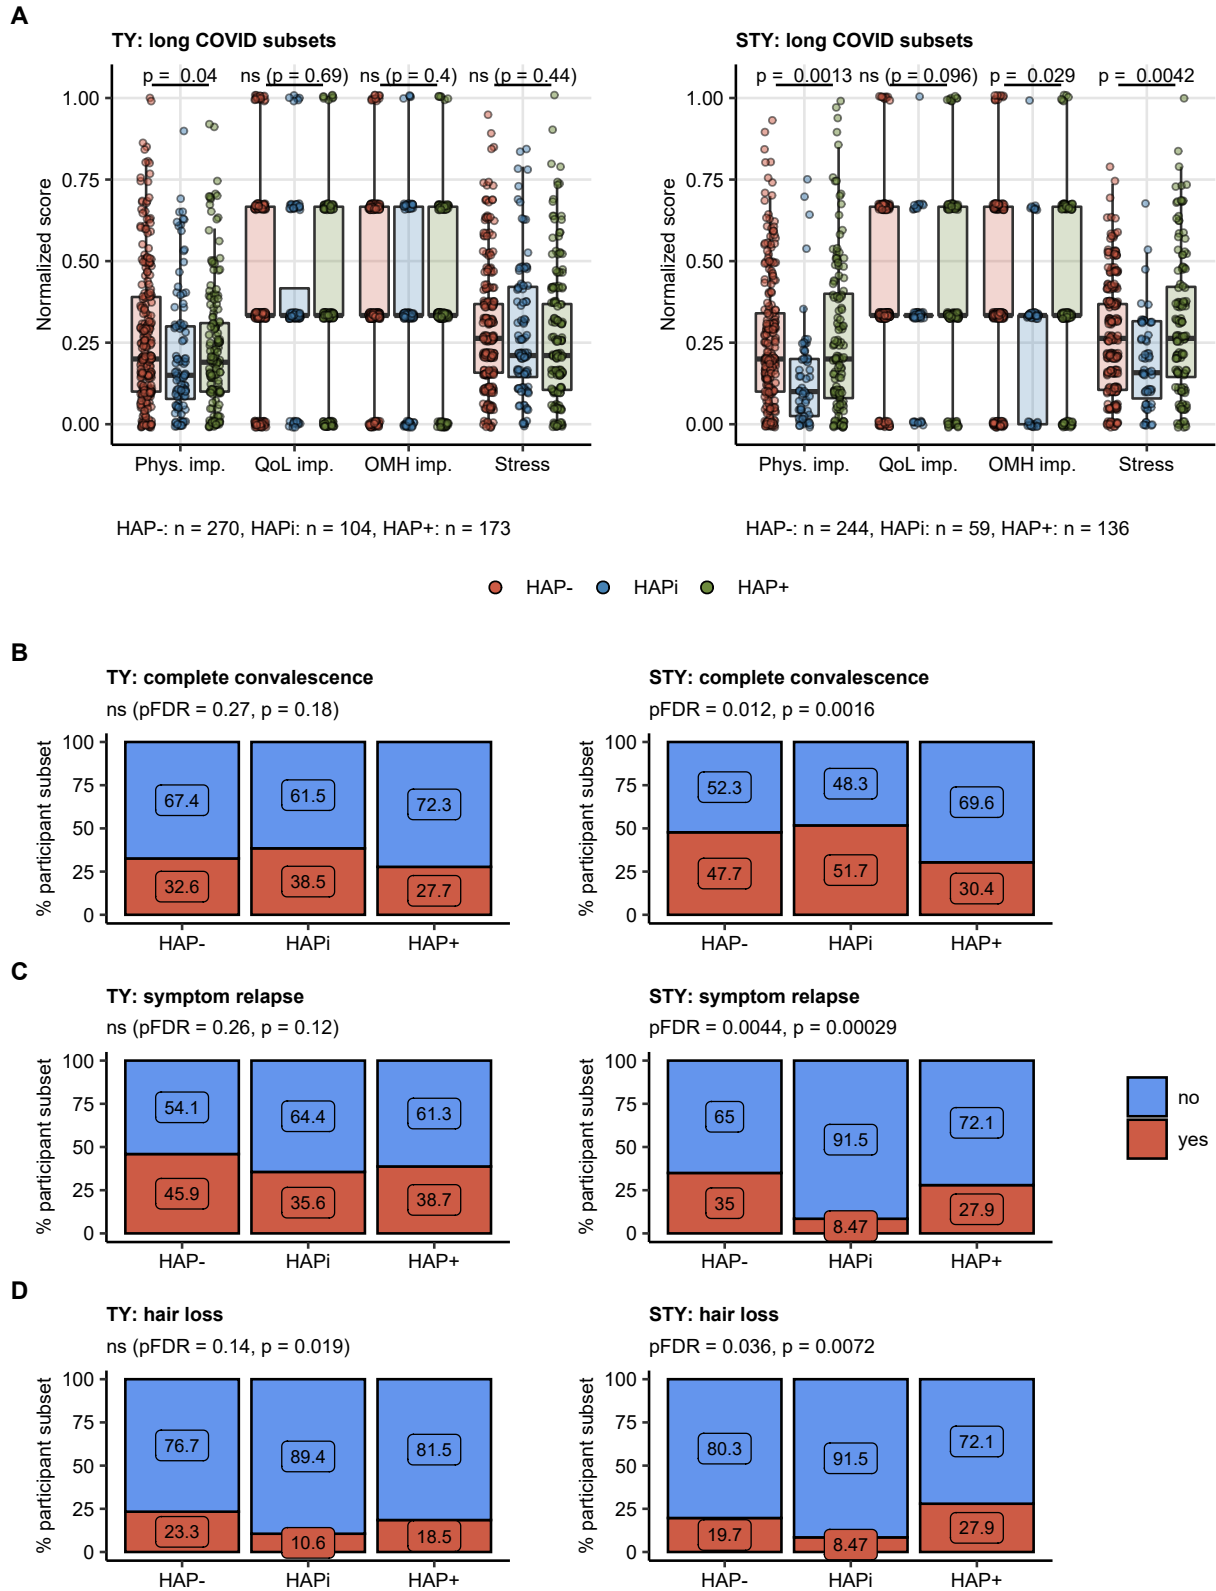 A
TY: long COVID subsets
STY: long COVID subsets
p = 0.04 ns (p = 0.69) ns (p = 0.4) ns (p = 0.44)
p = 0.0013 ns (p = 0.096) p = 0.029 p = 0.0042
Normalized score
1.00
0.75
0.50
0.25
0.00
Phys. imp. QoL imp. OMH imp. Stress
Normalized score
1.00
0.75
0.50
0.25
0.00
Phys. imp. QoL imp. OMH imp. Stress
HAP-: n = 270, HAPi: n = 104, HAP+: n = 173
HAP-: n = 244, HAPi: n = 59, HAP+: n = 136
HAP- HAPi HAP+
B
TY: complete convalescence
ns (pFDR = 0.27, p = 0.18)
% participant subset
100
75
50
25
0
67.4 61.5 72.3
32.6 38.5 27.7
HAP- HAPi HAP+
STY: complete convalescence
pFDR = 0.012, p = 0.0016
% participant subset
100
75
50
25
0
52.3 48.3 69.6
47.7 51.7 30.4
HAP- HAPi HAP+
C
TY: symptom relapse
ns (pFDR = 0.26, p = 0.12)
% participant subset
100
75
50
25
0
54.1 64.4 61.3
45.9 35.6 38.7
HAP- HAPi HAP+
STY: symptom relapse
pFDR = 0.0044, p = 0.00029
% participant subset
100
75
50
25
0
65 91.5 72.1
35 8.47 27.9
HAP- HAPi HAP+
no
yes
D
TY: hair loss
ns (pFDR = 0.14, p = 0.019)
% participant subset
100
75
50
25
0
76.7 89.4 81.5
23.3 10.6 18.5
HAP- HAPi HAP+
STY: hair loss
pFDR = 0.036, p = 0.0072
% participant subset
100
75
50
25
0
80.3 91.5 72.1
19.7 8.47 27.9
HAP- HAPi HAP+